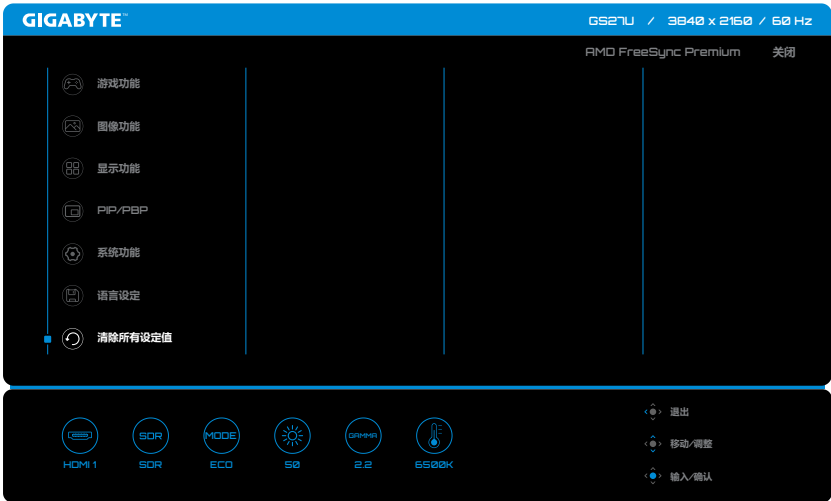 GIGABYTE™ GS27U / 3840 x 2160 / 60 Hz
AMD FreeSync Premium 关闭
游戏功能
图像功能
显示功能
PIP/PBP
系统功能
语言设定
清除所有设定值
退出
SDR MODE GAMMA
移动/调整
HDMI 1 SDR ECO 50 2.2 6500K
输入/确认